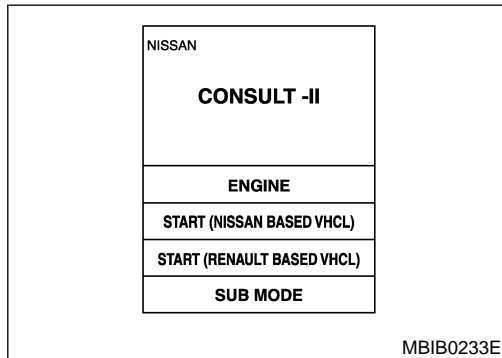 NISSAN
CONSULT -II
ENGINE
START (NISSAN BASED VHCL)
START (RENAULT BASED VHCL)
SUB MODE
MBIB0233E